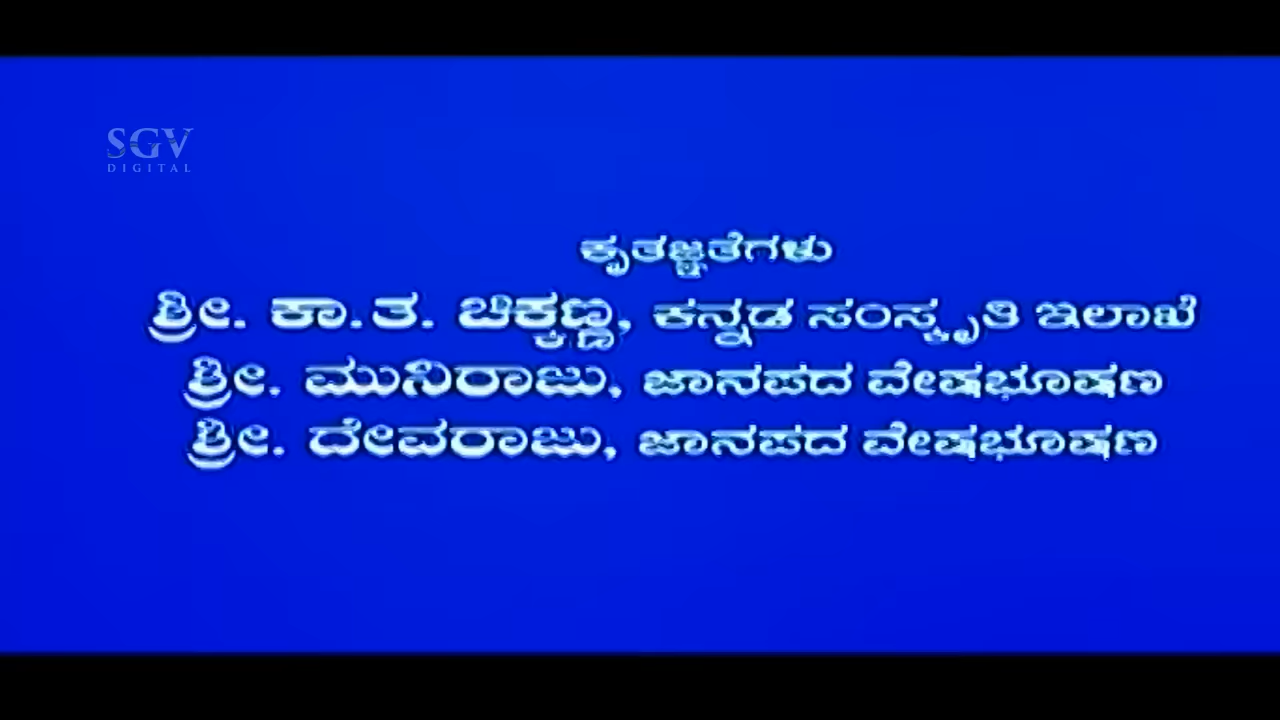 SGV
DIGITAL
ಕೃತಜ್ಞತೆಗಳು
ಶ್ರೀ. ಕಾ.ತ. ಚಿಕ್ಕಣ್ಣ, ಕನ್ನಡ ಸಂಸ್ಕೃತಿ ಇಲಾಖೆ
ಶ್ರೀ. ಮುನಿರಾಜು, ಜಾನಪದ ವೇಷಭೂಷಣ
ಶ್ರೀ. ದೇವರಾಜು, ಜಾನಪದ ವೇಷಭೂಷಣ